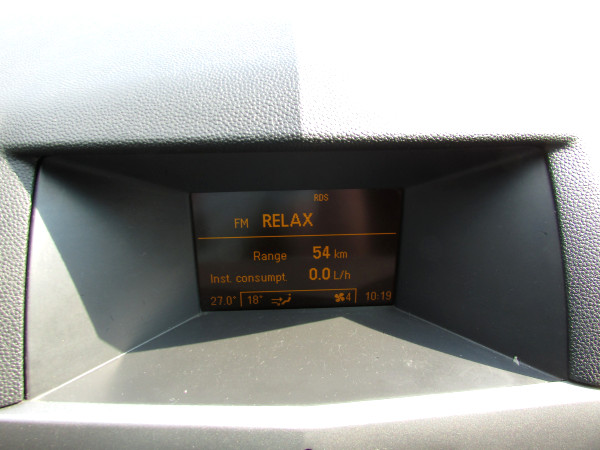 RDS
FM RELAX
Range 54 km
Inst. consumpt. 0.0 L/h
27.0° 18° 4 10:19